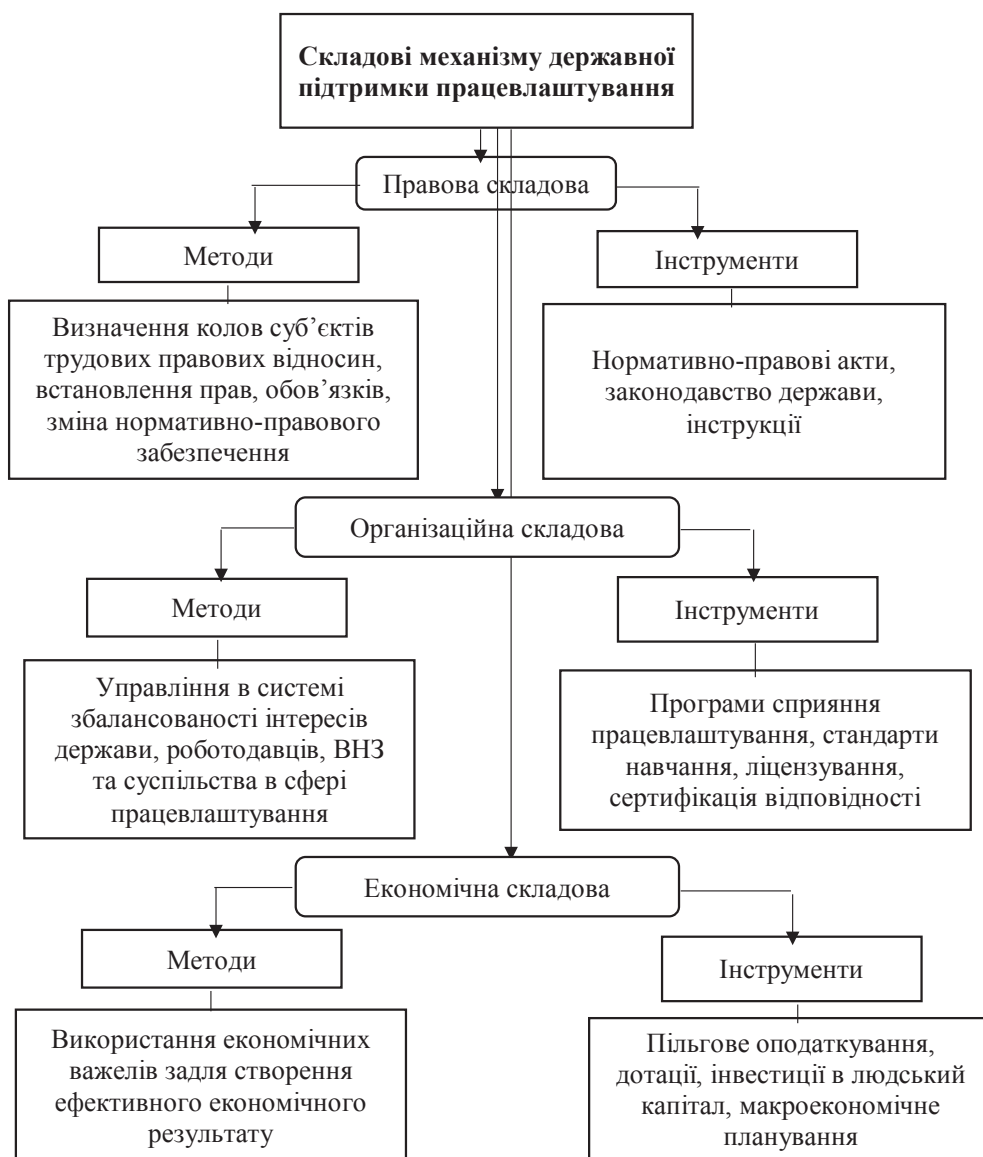 Складові механізму державної
підтримки працевлаштування
Правова складова
Методи
Інструменти
Визначення колов суб’єктів
трудових правових відносин,
встановлення прав, обов’язків,
зміна нормативно-правового
забезпечення
Нормативно-правові акти,
законодавство держави,
інструкції
Організаційна складова
Методи
Інструменти
Управління в системі
збалансованості інтересів
держави, роботодавців, ВНЗ
та суспільства в сфері
працевлаштування
Програми сприяння
працевлаштування, стандарти
навчання, ліцензування,
сертифікація відповідності
Економічна складова
Методи
Інструменти
Використання економічних
важелів задля створення
ефективного економічного
результату
Пільгове оподаткування,
дотації, інвестиції в людський
капітал, макроекономічне
планування